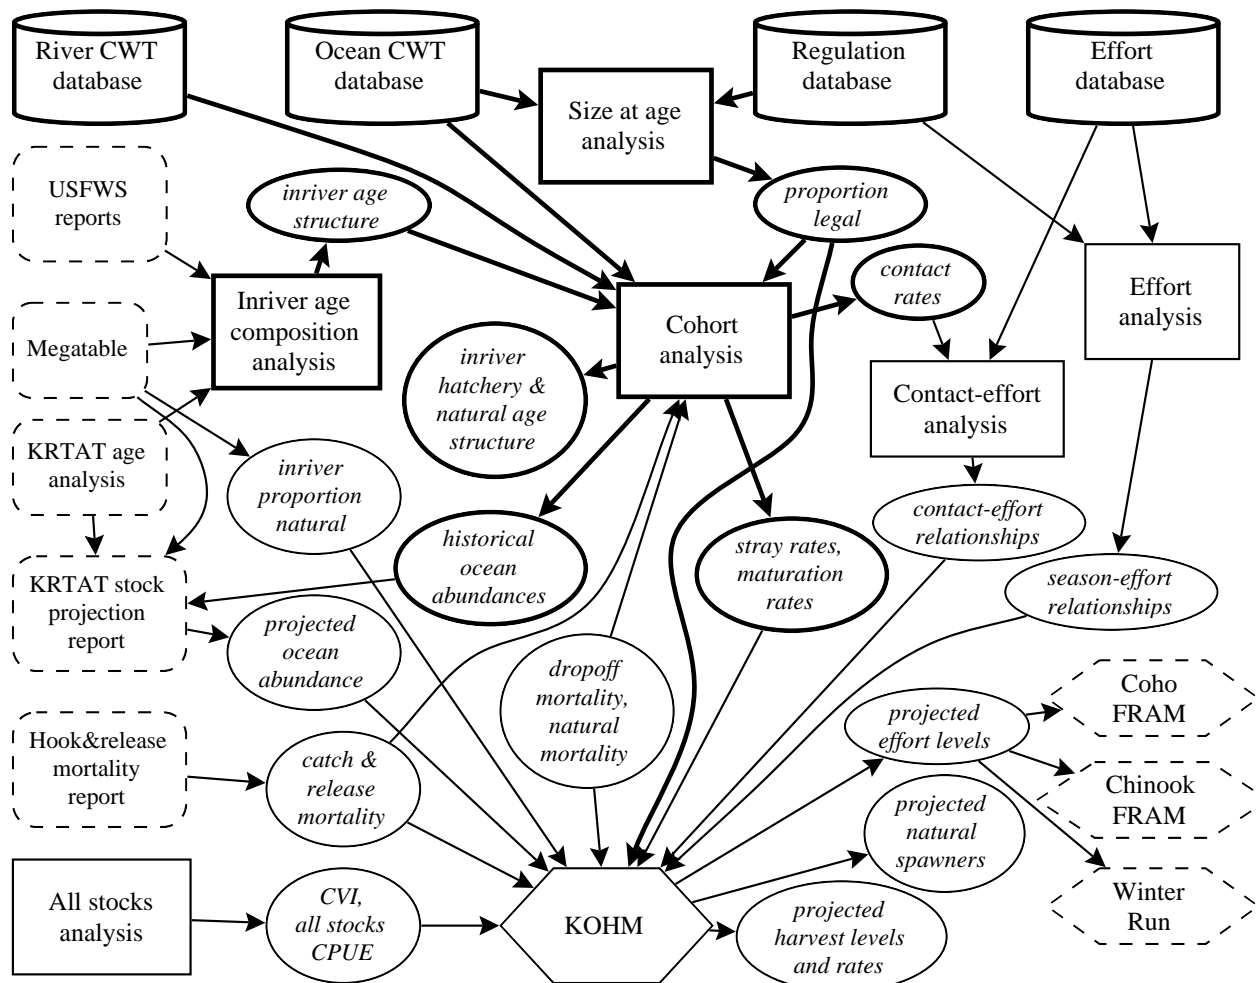 River CWT
database
Ocean CWT
database
Regulation
database
Effort
database
Size at age
analysis
USFWS
reports
inriver age
structure
proportion
legal
contact
rates
Effort
analysis
Inriver age
composition
analysis
Megatable
Cohort
analysis
inriver
hatchery &
natural age
structure
Contact-effort
analysis
KRTAT age
analysis
inriver
proportion
natural
historical
ocean
abundances
stray rates,
maturation
rates
contact-effort
relationships
season-effort
relationships
KRTAT stock
projection
report
projected
ocean
abundance
dropoff
mortality,
natural
mortality
projected
effort levels
Coho
FRAM
Hook&release
mortality
report
catch &
release
mortality
Chinook
FRAM
projected
natural
spawners
All stocks
analysis
CVI,
all stocks
CPUE
KOHM
projected
harvest levels
and rates
Winter
Run